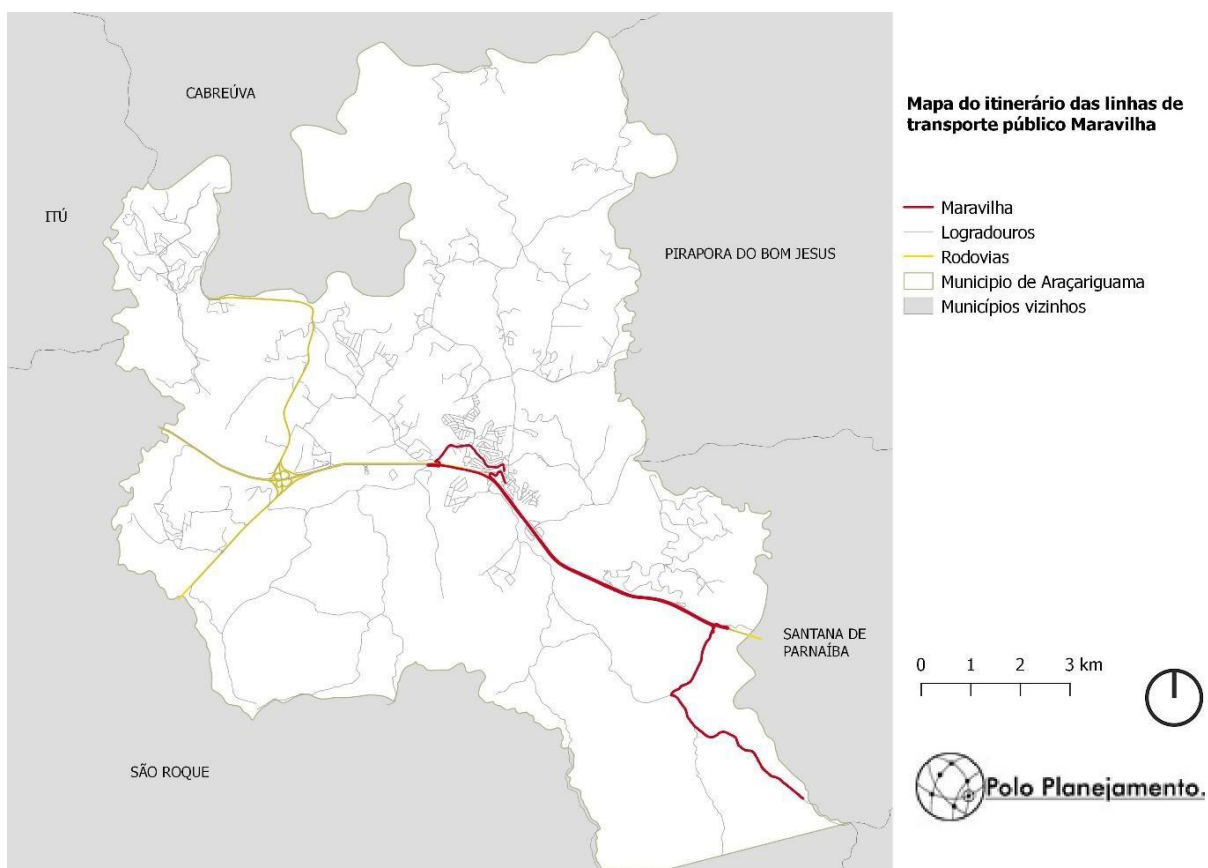 CABREÚVA
ITÚ
PIRAPORA DO BOM JESUS
SANTANA DE
PARNAÍBA
SÃO ROQUE
Mapa do itinerário das linhas de
transporte público Maravilha
Maravilha
Logradouros
Rodovias
Municipio de Araçariguama
Municípios vizinhos
0 1 2 3 km
Polo Planejamento.